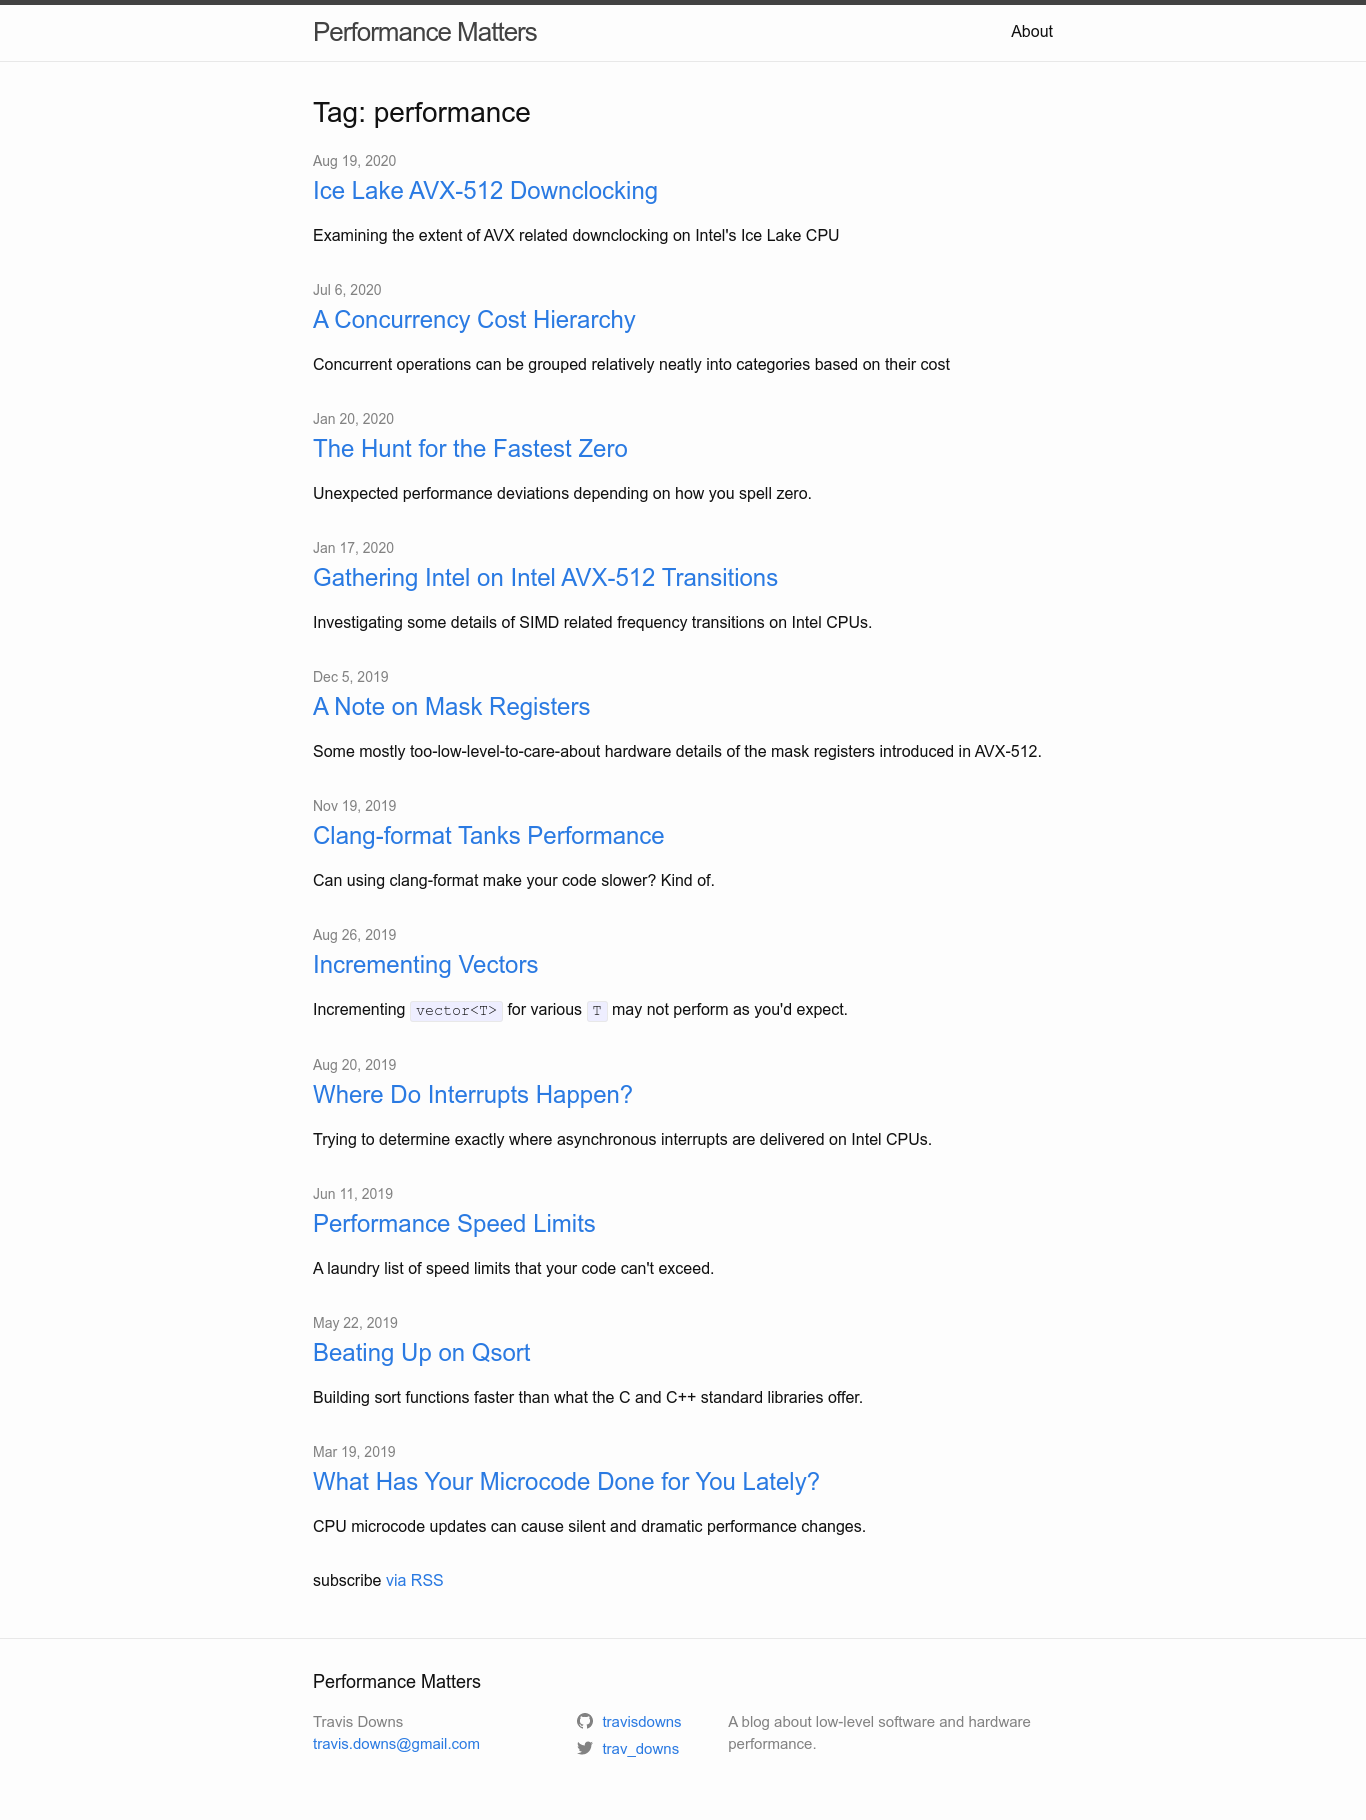 Performance Matters
About
Tag: performance
Aug 19, 2020
Ice Lake AVX-512 Downclocking
Examining the extent of AVX related downclocking on Intel's Ice Lake CPU
Jul 6, 2020
A Concurrency Cost Hierarchy
Concurrent operations can be grouped relatively neatly into categories based on their cost
Jan 20, 2020
The Hunt for the Fastest Zero
Unexpected performance deviations depending on how you spell zero.
Jan 17, 2020
Gathering Intel on Intel AVX-512 Transitions
Investigating some details of SIMD related frequency transitions on Intel CPUs.
Dec 5, 2019
A Note on Mask Registers
Some mostly too-low-level-to-care-about hardware details of the mask registers introduced in AVX-512.
Nov 19, 2019
Clang-format Tanks Performance
Can using clang-format make your code slower? Kind of.
Aug 26, 2019
Incrementing Vectors
Incrementing vector<T> for various T may not perform as you'd expect.
Aug 20, 2019
Where Do Interrupts Happen?
Trying to determine exactly where asynchronous interrupts are delivered on Intel CPUs.
Jun 11, 2019
Performance Speed Limits
A laundry list of speed limits that your code can't exceed.
May 22, 2019
Beating Up on Qsort
Building sort functions faster than what the C and C++ standard libraries offer.
Mar 19, 2019
What Has Your Microcode Done for You Lately?
CPU microcode updates can cause silent and dramatic performance changes.
subscribe via RSS
Performance Matters
Travis Downs
travis.downs@gmail.com
travisdowns
trav_downs
A blog about low-level software and hardware
performance.